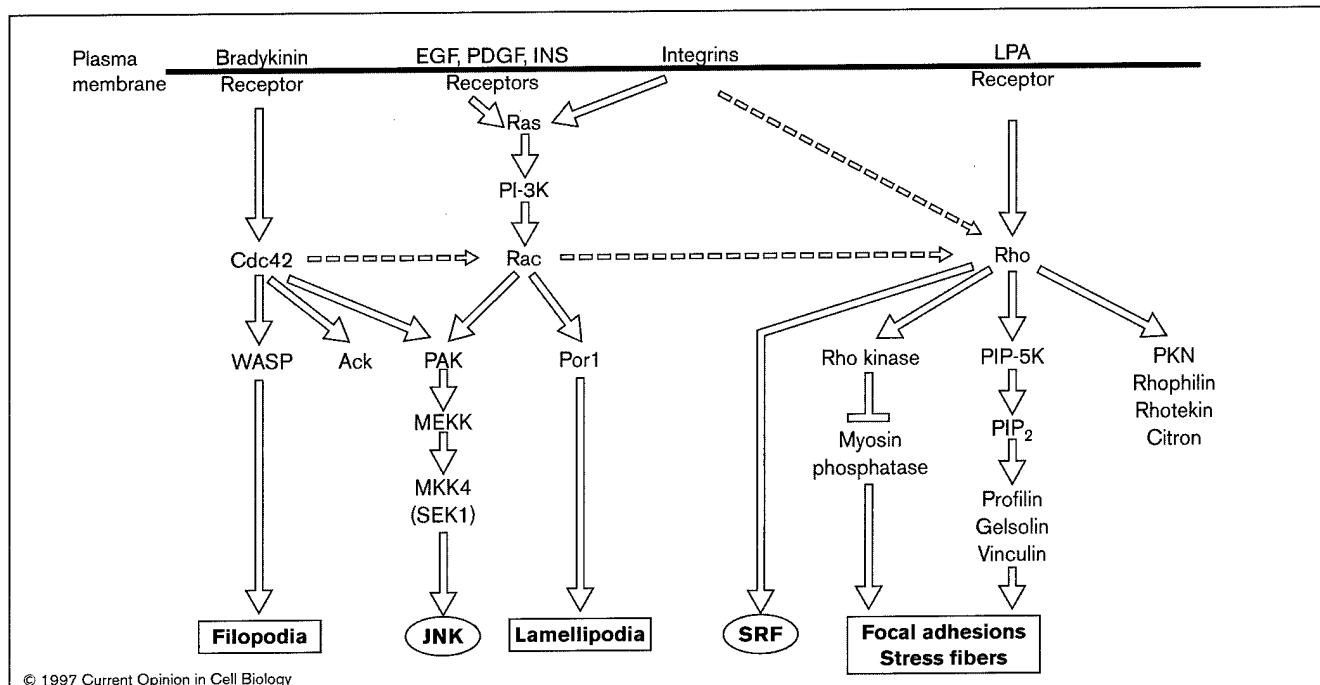 Plasma
membrane
Bradykinin
Receptor
EGF, PDGF, INS
Receptors
Integrins
LPA
Receptor
Ras
PI-3K
Cdc42
Rac
Rho
WASP
Ack
PAK
Por1
Rho kinase
PIP-5K
PKN
Rhophilin
Rhotekin
Citron
MEKK
MKK4
(SEK1)
Myosin
phosphatase
PIP2
Profilin
Gelsolin
Vinculin
Filopodia
JNK
Lamellipodia
SRF
Focal adhesions
Stress fibers
© 1997 Current Opinion in Cell Biology